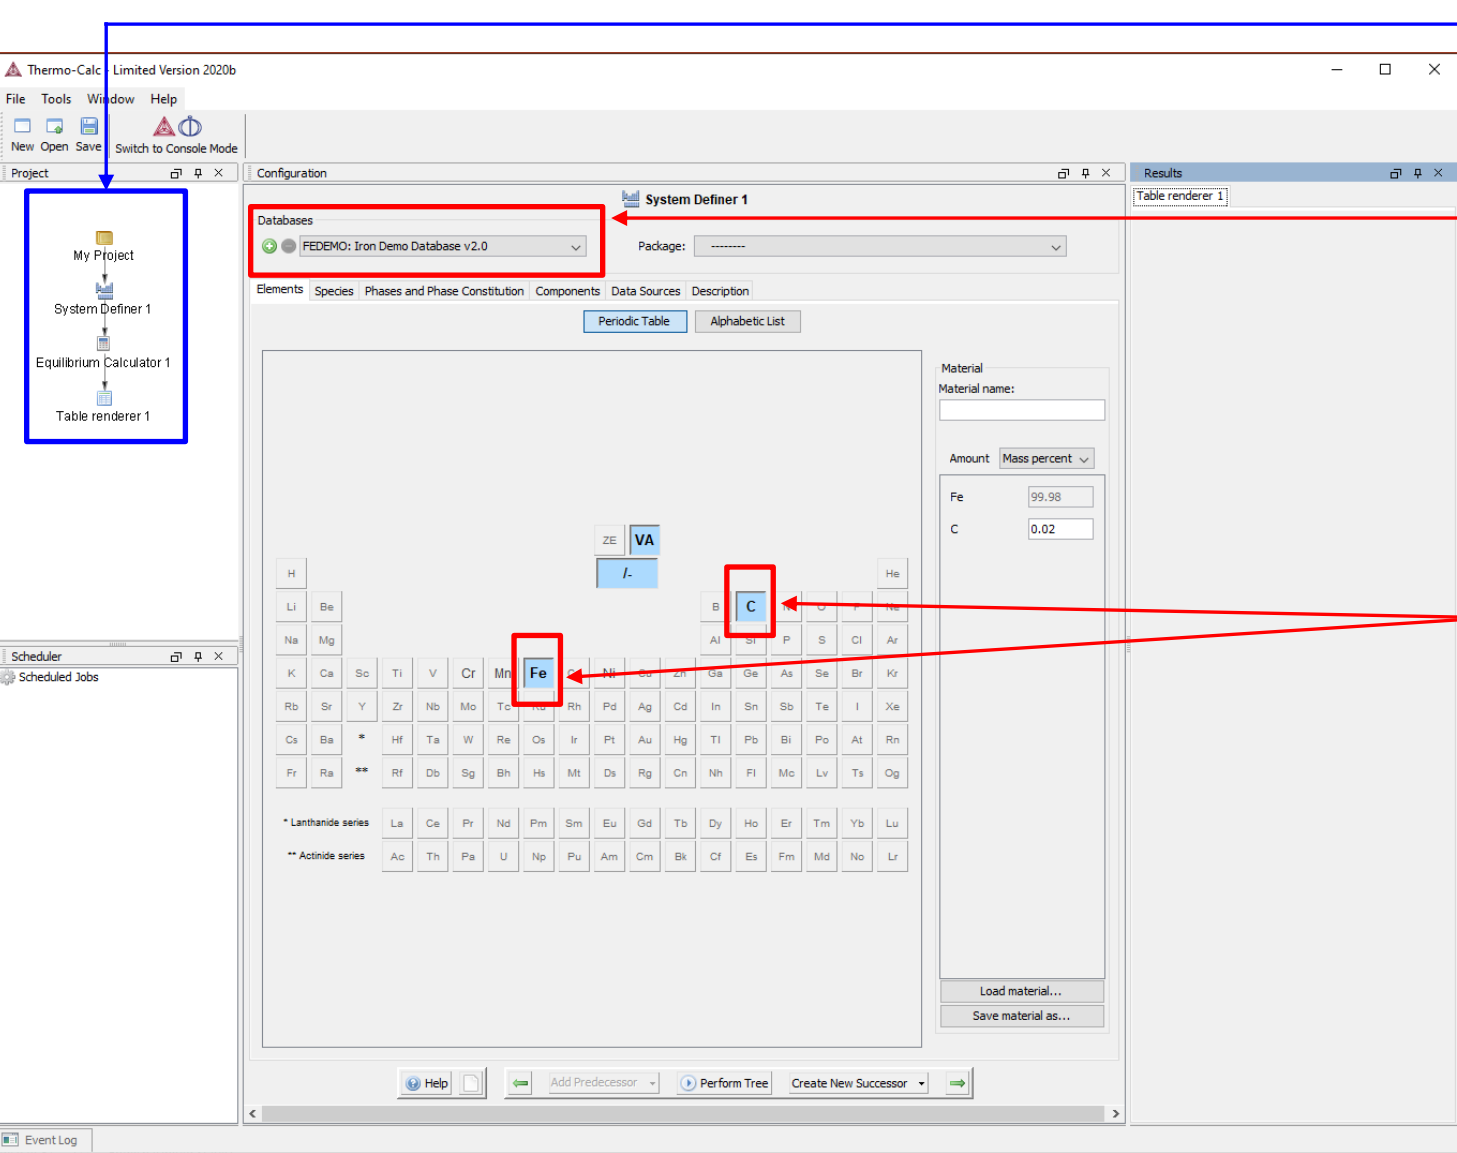 Thermo-Calc - Limited Version 2020b
File Tools Window Help
New Open Save Switch to Console Mode
Project
Configuration
Results
System Definer 1
Table renderer 1
Databases
FEDEMO: Iron Demo Database v2.0
Package: --------
My Project
System Definer 1
Equilibrium Calculator 1
Table renderer 1
Elements Species Phases and Phase Constitution Components Data Sources Description
Periodic Table Alphabetic List
Material
Material name:
Amount Mass percent
Fe 99.98
C 0.02
ZE VA
/-
H He
Li Be B C N O F Ne
Na Mg Al Si P S Cl Ar
K Ca Sc Ti V Cr Mn Fe Ni Cu Zn Ga Ge As Se Br Kr
Rb Sr Y Zr Nb Mo Tc Ru Rh Pd Ag Cd In Sn Sb Te I Xe
Cs Ba * Hf Ta W Re Os Ir Pt Au Hg Tl Pb Bi Po At Rn
Fr Ra ** Rf Db Sg Bh Hs Mt Ds Rg Cn Nh Fl Mc Lv Ts Og
* Lanthanide series La Ce Pr Nd Pm Sm Eu Gd Tb Dy Ho Er Tm Yb Lu
** Actinide series Ac Th Pa U Np Pu Am Cm Bk Cf Es Fm Md No Lr
Scheduler
Scheduled Jobs
Load material...
Save material as...
Help Add Predecessor Perform Tree Create New Successor
Event Log